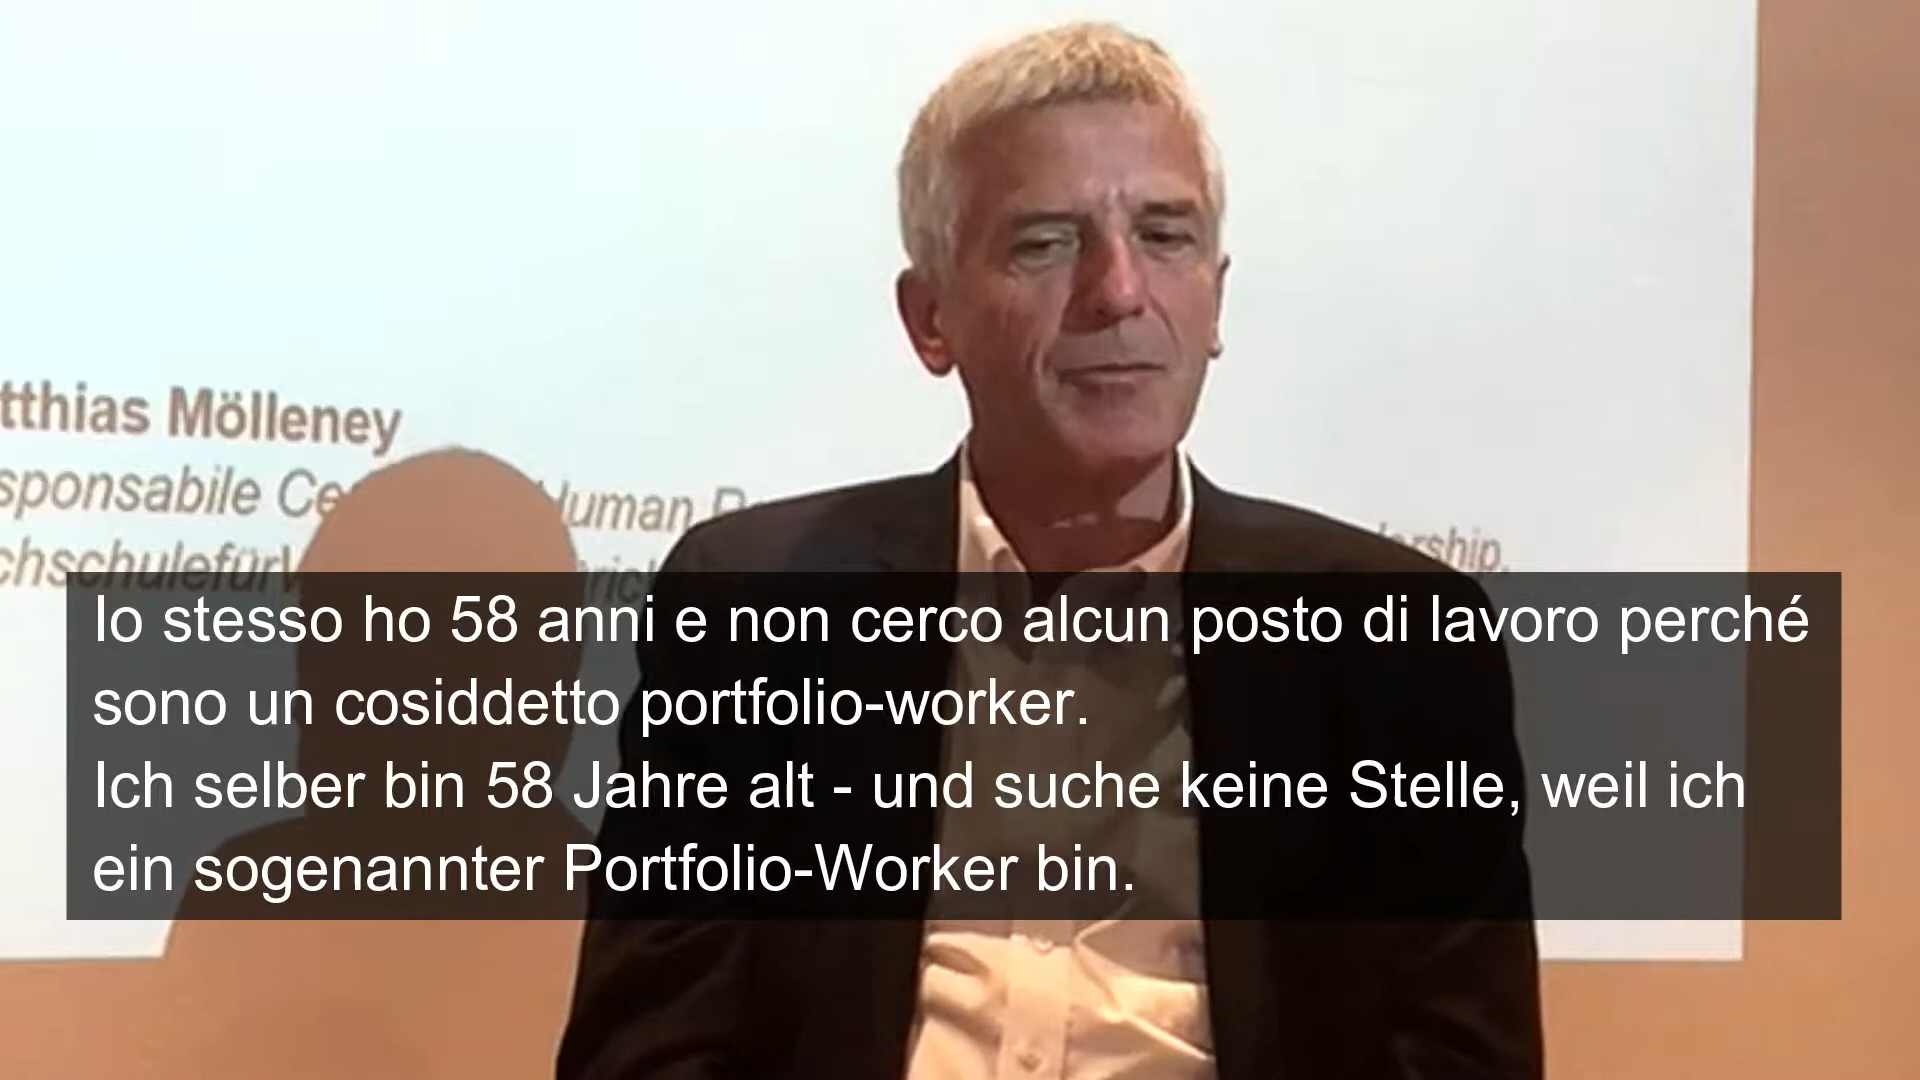 tthias Mölleney
sponsabile Human
chschulefür
rship,
Io stesso ho 58 anni e non cerco alcun posto di lavoro perché
sono un cosiddetto portfolio-worker.
Ich selber bin 58 Jahre alt - und suche keine Stelle, weil ich
ein sogenannter Portfolio-Worker bin.